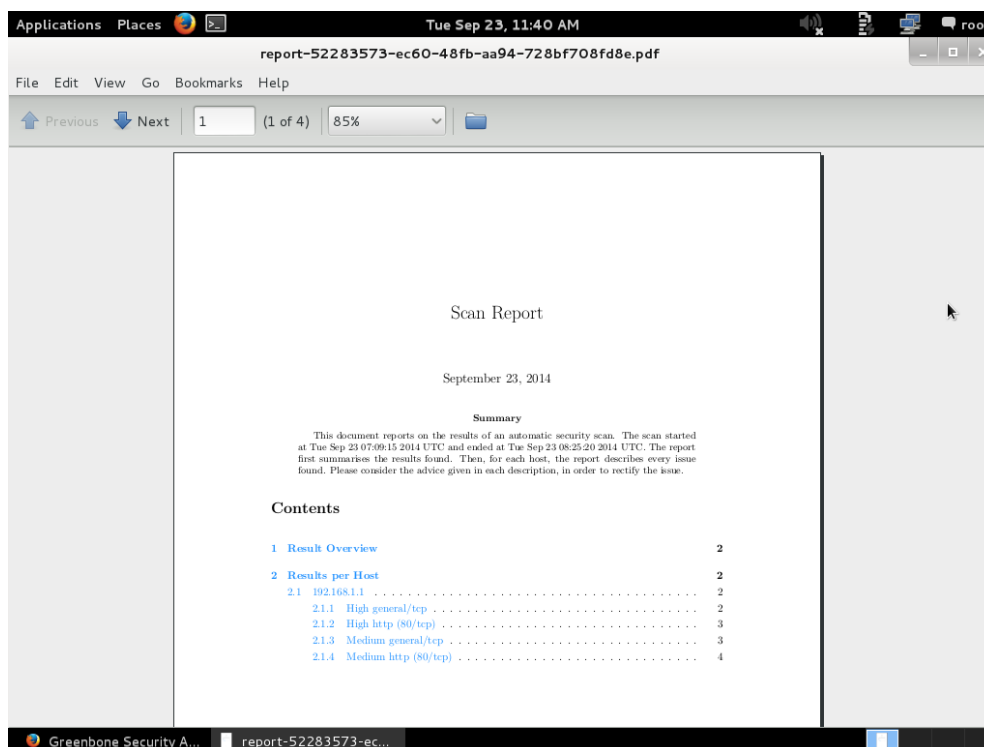 Applications Places Tue Sep 23, 11:40 AM roo
report-52283573-ec60-48fb-aa94-728bf708fd8e.pdf
File Edit View Go Bookmarks Help
Previous Next 1 (1 of 4) 85%
Scan Report
September 23, 2014
Summary
This document reports on the results of an automatic security scan. The scan started
at Tue Sep 23 07:09:15 2014 UTC and ended at Tue Sep 23 08:25:20 2014 UTC. The report
first summarises the results found. Then, for each host, the report describes every issue
found. Please consider the advice given in each description, in order to rectify the issue.
Contents
1 Result Overview 2
2 Results per Host 2
2.1 192.168.1.1 . . . . . . . . . . . . . . . . . . . . . . . . . . . . . . . . . . 2
2.1.1 High general/tcp . . . . . . . . . . . . . . . . . . . . . . . . . . . . 2
2.1.2 High http (80/tcp) . . . . . . . . . . . . . . . . . . . . . . . . . . . 3
2.1.3 Medium general/tcp . . . . . . . . . . . . . . . . . . . . . . . . . . 3
2.1.4 Medium http (80/tcp) . . . . . . . . . . . . . . . . . . . . . . . . . 4
Greenbone Security A... report-52283573-ec...